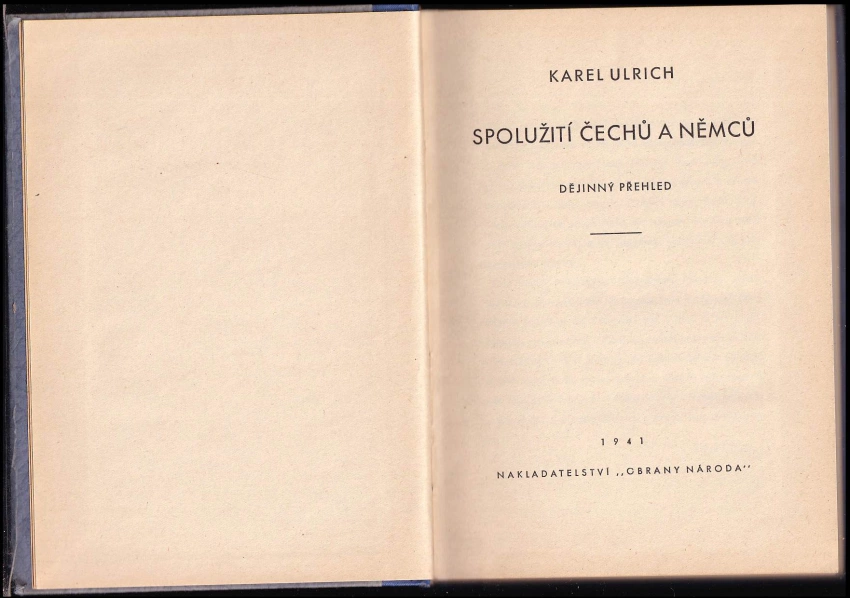 KAREL ULRICH
SPOLUŽITÍ ČECHŮ A NĚMCŮ
DĚJINNÝ PŘEHLED
1941
NAKLADATELSTVÍ ,,OBRANY NÁRODA''